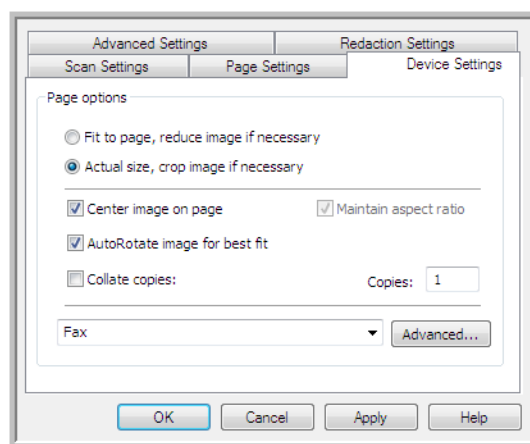 Advanced Settings Redaction Settings
Scan Settings Page Settings Device Settings
Page options
Fit to page, reduce image if necessary
Actual size, crop image if necessary
Center image on page Maintain aspect ratio
AutoRotate image for best fit
Collate copies: Copies: 1
Fax Advanced...
OK Cancel Apply Help